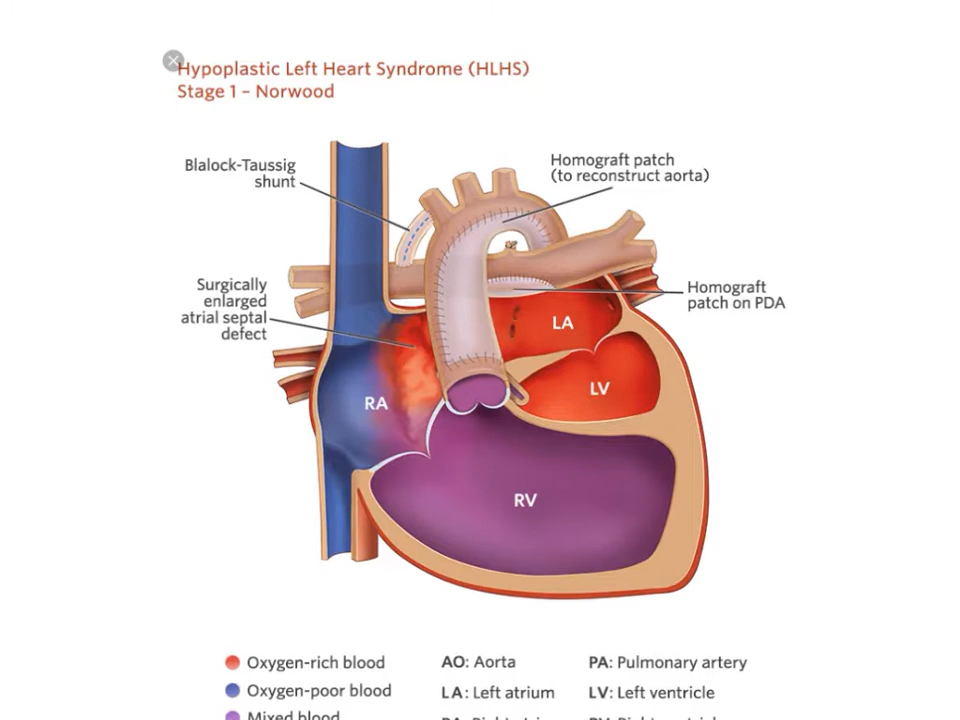 Hypoplastic Left Heart Syndrome (HLHS)
Stage 1 – Norwood
Blalock-Taussig
shunt
Homograft patch
(to reconstruct aorta)
Surgically
enlarged
atrial septal
defect
Homograft
patch on PDA
LA
LV
RA
RV
Oxygen-rich blood
Oxygen-poor blood
Mixed blood
AO: Aorta
LA: Left atrium
PA: Pulmonary artery
LV: Left ventricle